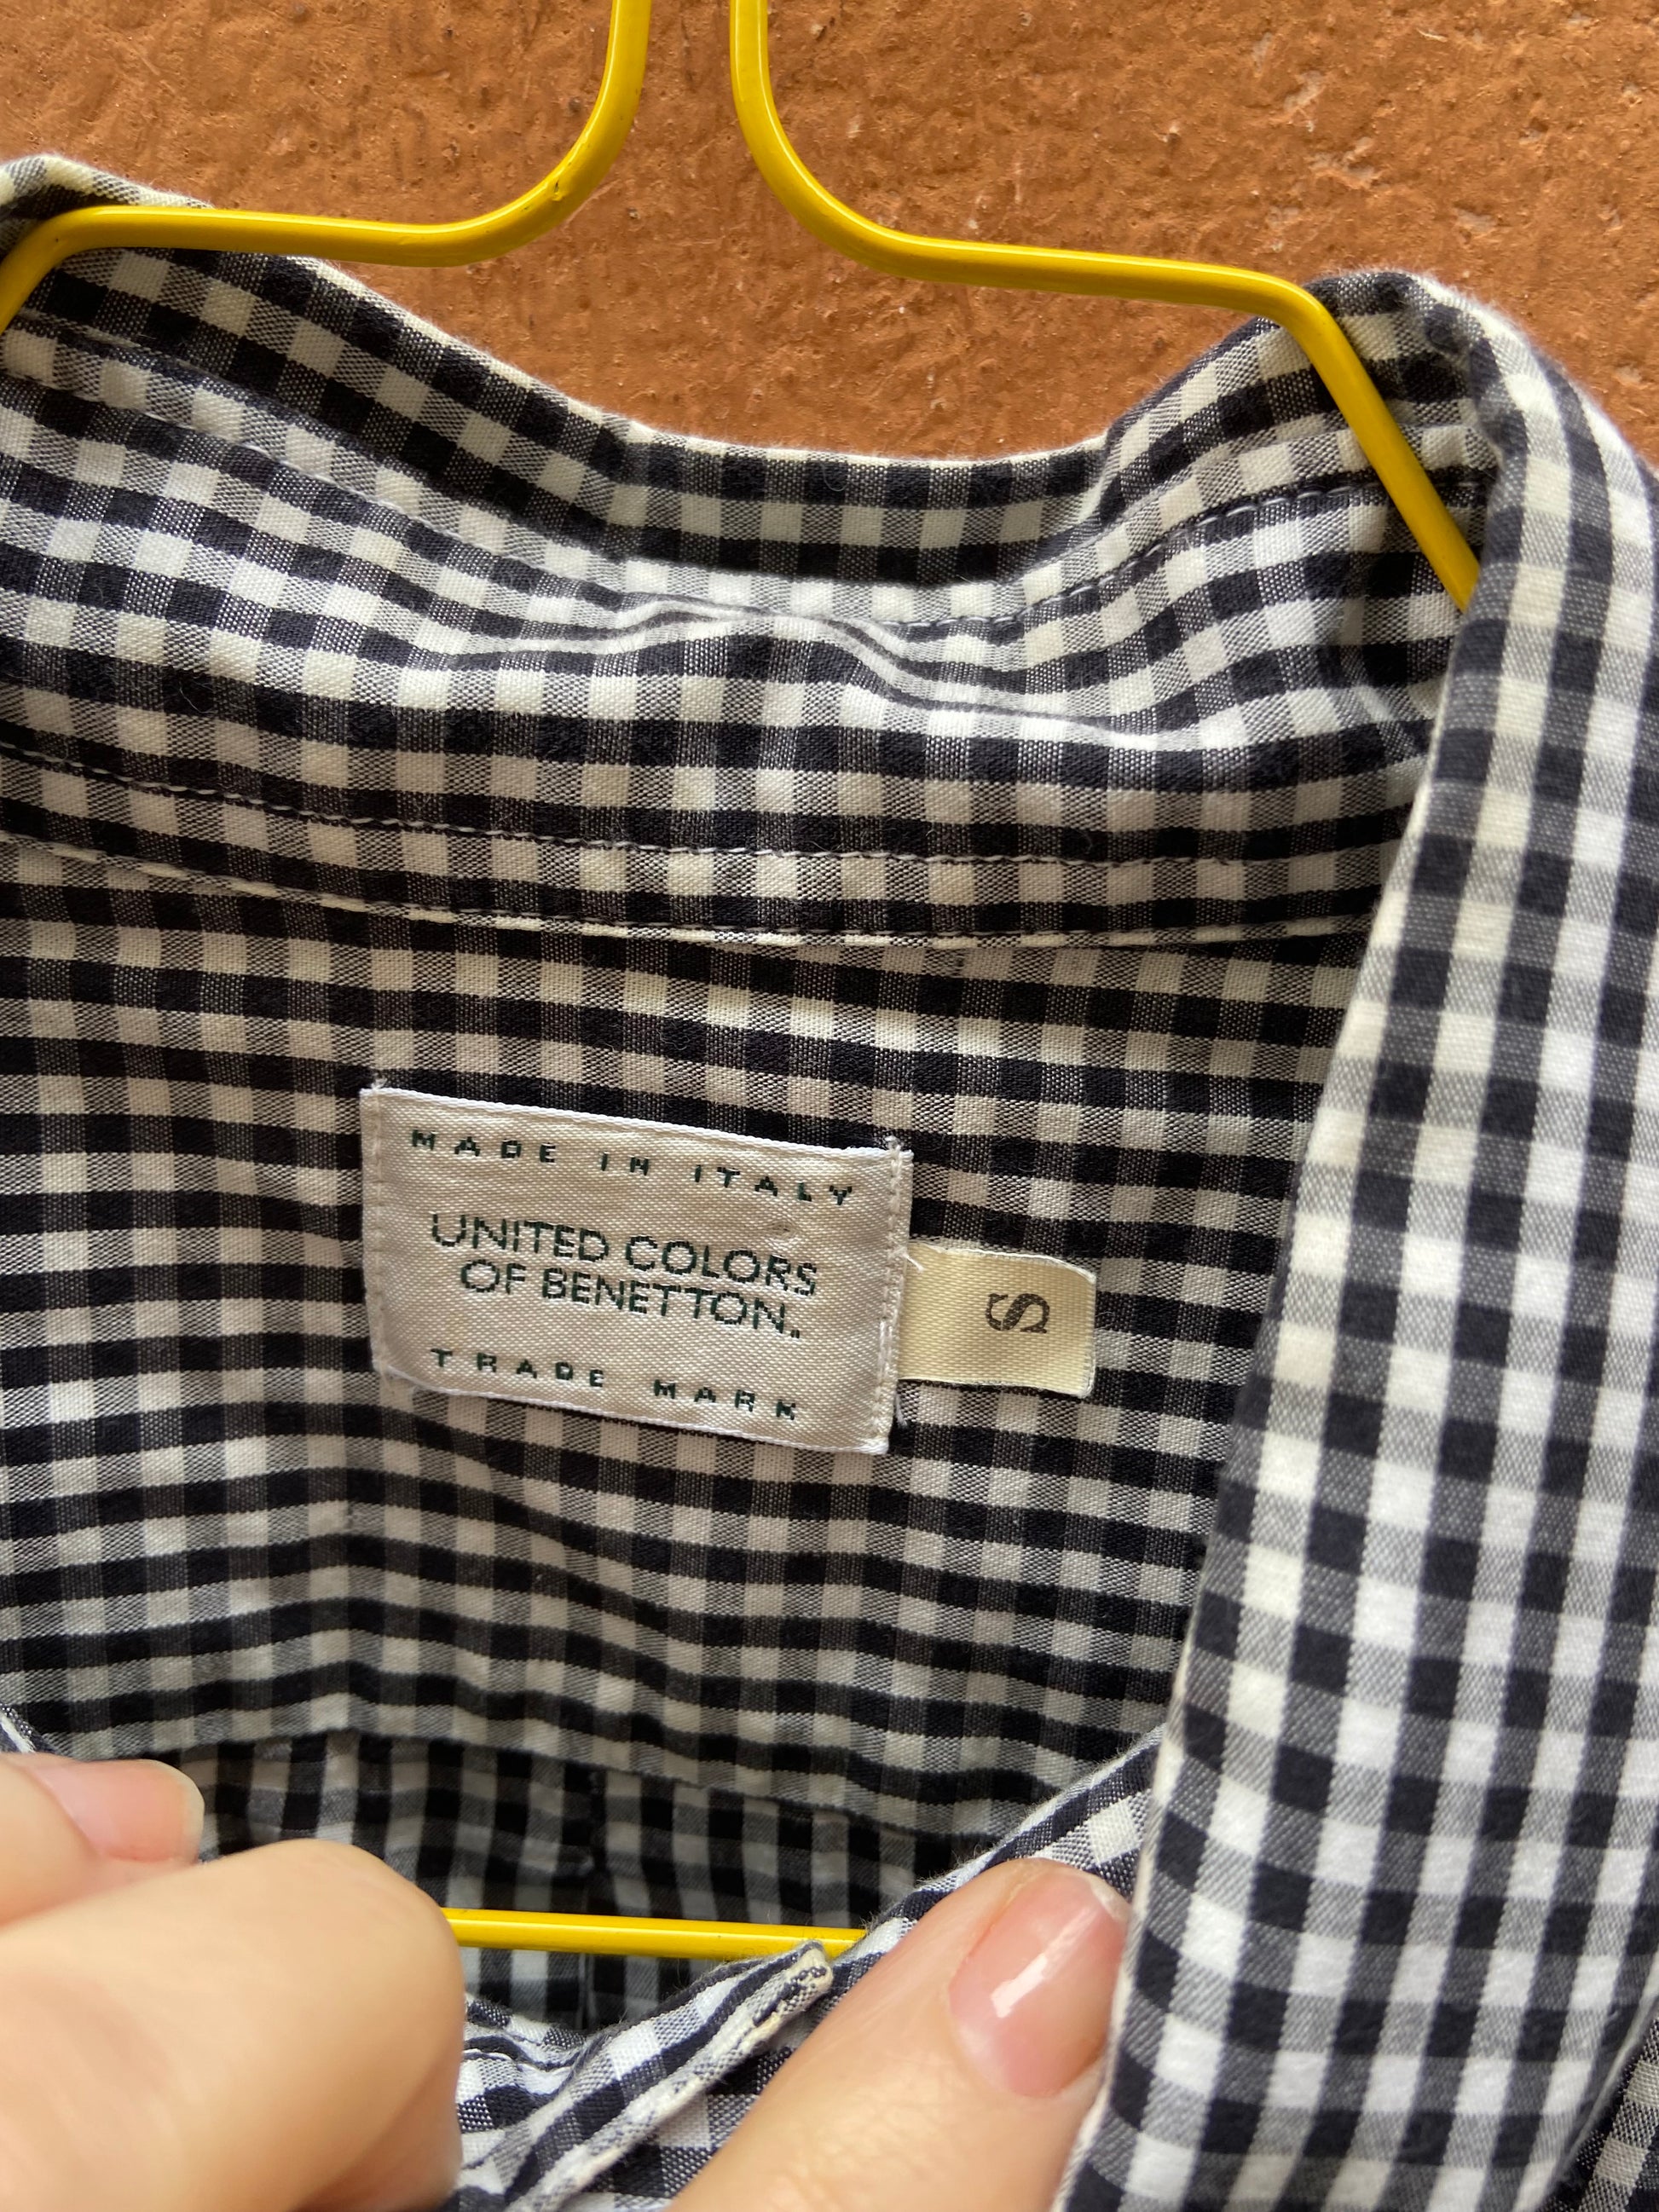 MADE IN ITALY
UNITED COLORS
OF BENETTON.
TRADE MARK
S